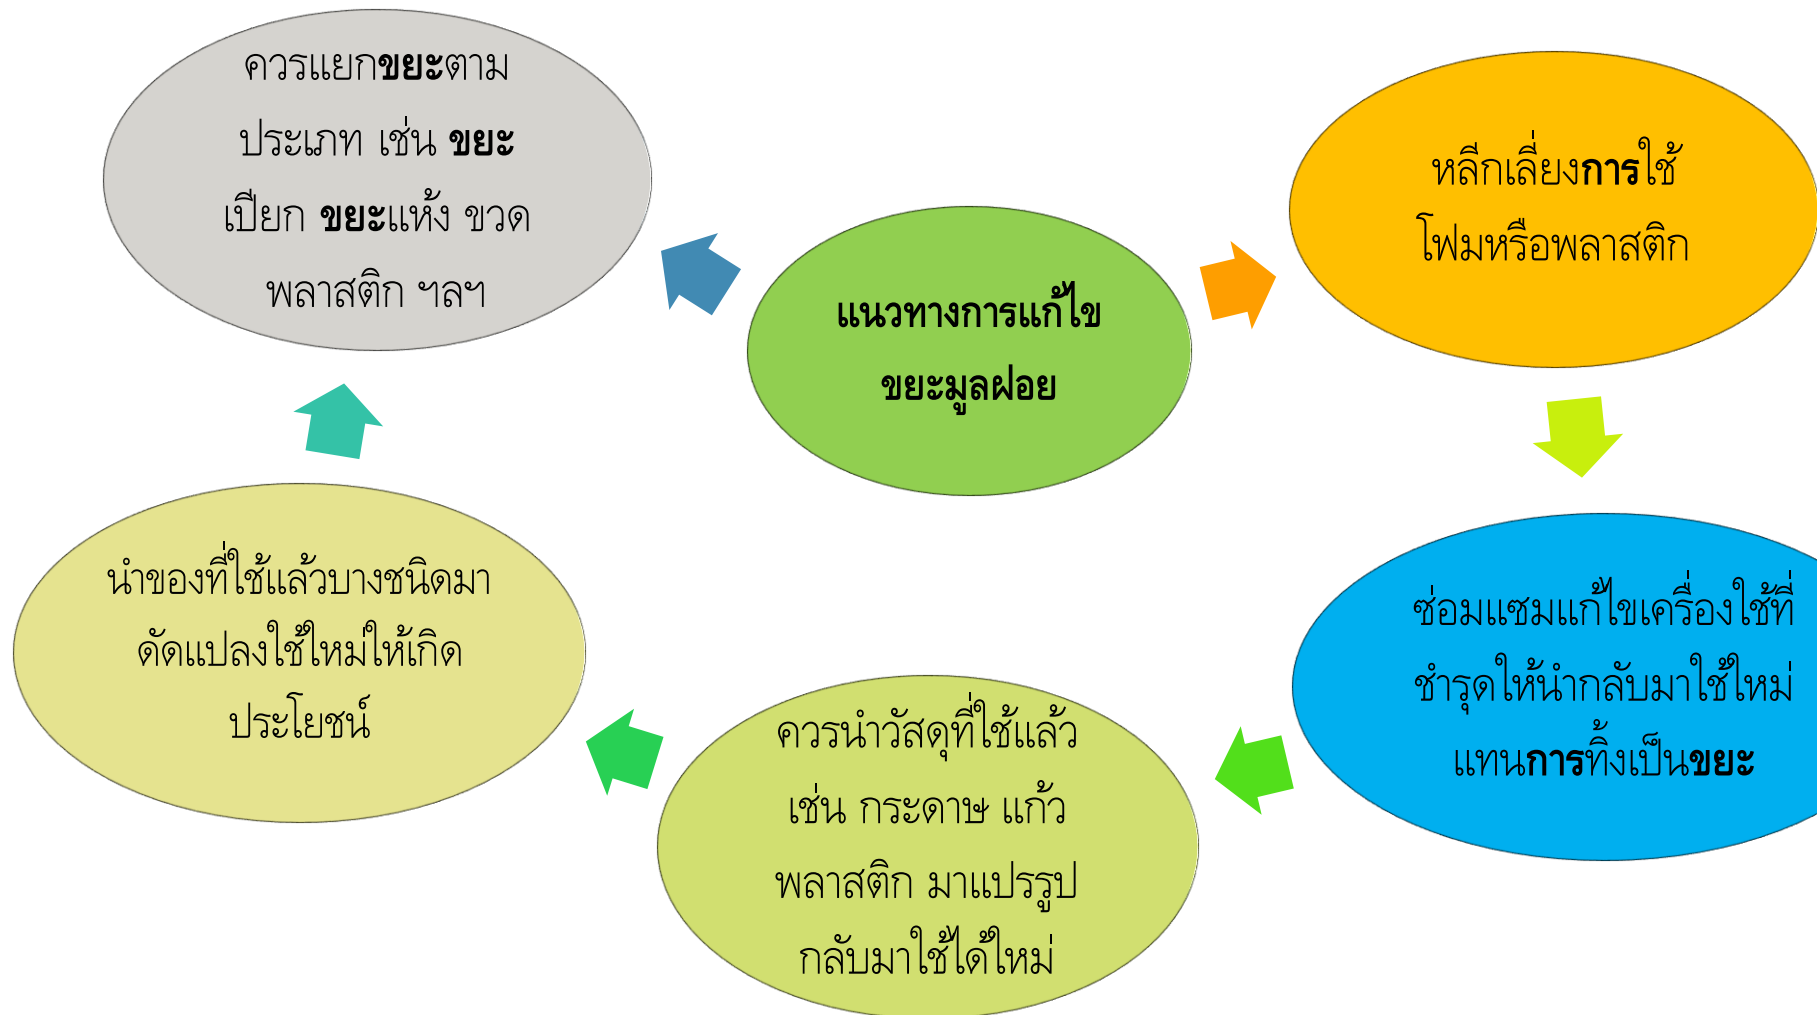 ควรแยกขยะตาม
ประเภท เช่น ขยะ
เปียก ขยะแห้ง ขวด
พลาสติก ฯลฯ
แนวทางการแก้ไข
ขยะมูลฝอย
หลีกเลี่ยงการใช้
โฟมหรือพลาสติก
ซ่อมแซมแก้ไขเครื่องใช้ที่
ชำรุดให้นำกลับมาใช้ใหม่
แทนการทิ้งเป็นขยะ
ควรนำวัสดุที่ใช้แล้ว
เช่น กระดาษ แก้ว
พลาสติก มาแปรรูป
กลับมาใช้ได้ใหม่
นำของที่ใช้แล้วบางชนิดมา
ดัดแปลงใช้ใหม่ให้เกิด
ประโยชน์